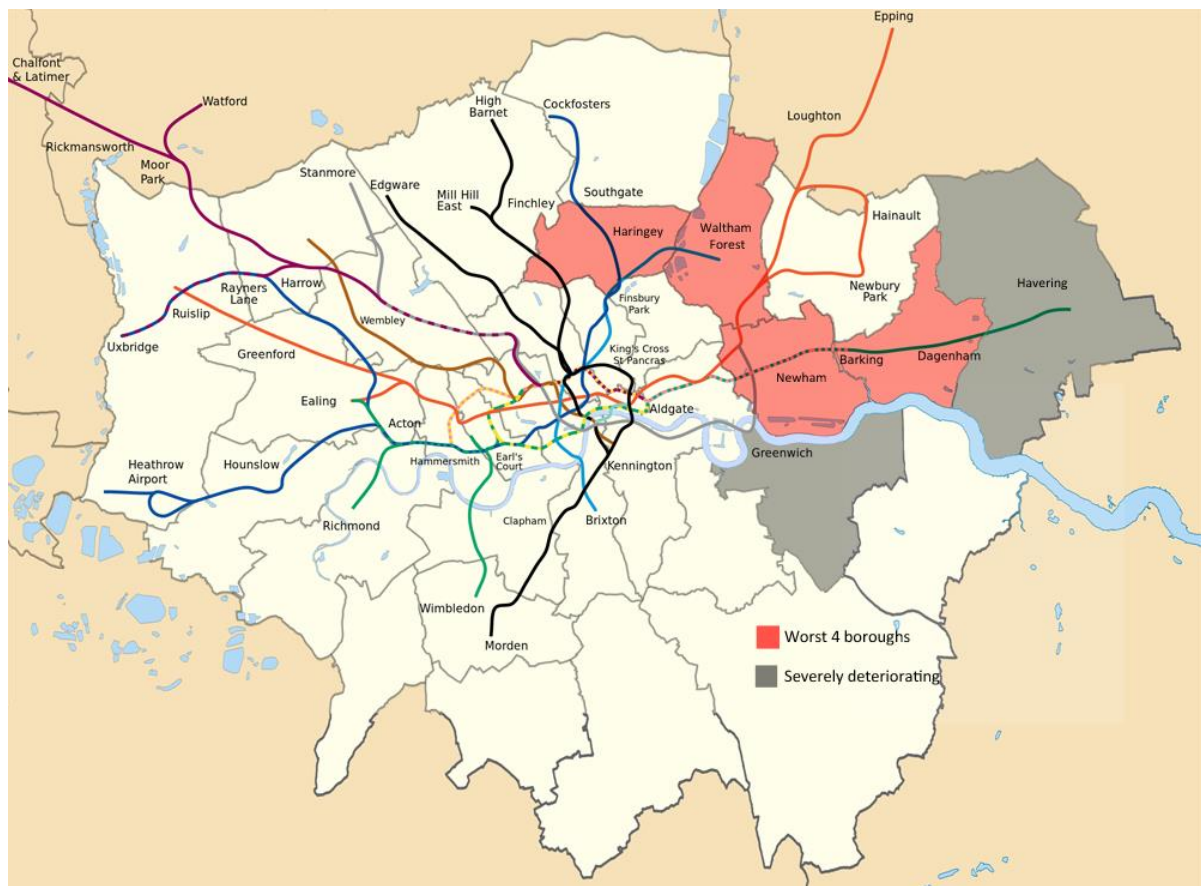 Epping
Chalfont
& Latimer
Watford
High
Barnet
Cockfosters
Loughton
Rickmansworth
Moor
Park
Stanmore
Edgware
Mill Hill
East
Finchley
Southgate
Hainault
Haringey
Waltham
Forest
Rayners
Lane
Harrow
Newbury
Park
Havering
Ruislip
Finsbury
Park
Wembley
Uxbridge
Greenford
King's Cross
St Pancras
Barking
Dagenham
Newham
Ealing
Acton
Aldgate
Heathrow
Airport
Hounslow
Hammersmith
Earl's
Court
Kennington
Greenwich
Richmond
Clapham
Brixton
Wimbledon
Morden
Worst 4 boroughs
Severely deteriorating